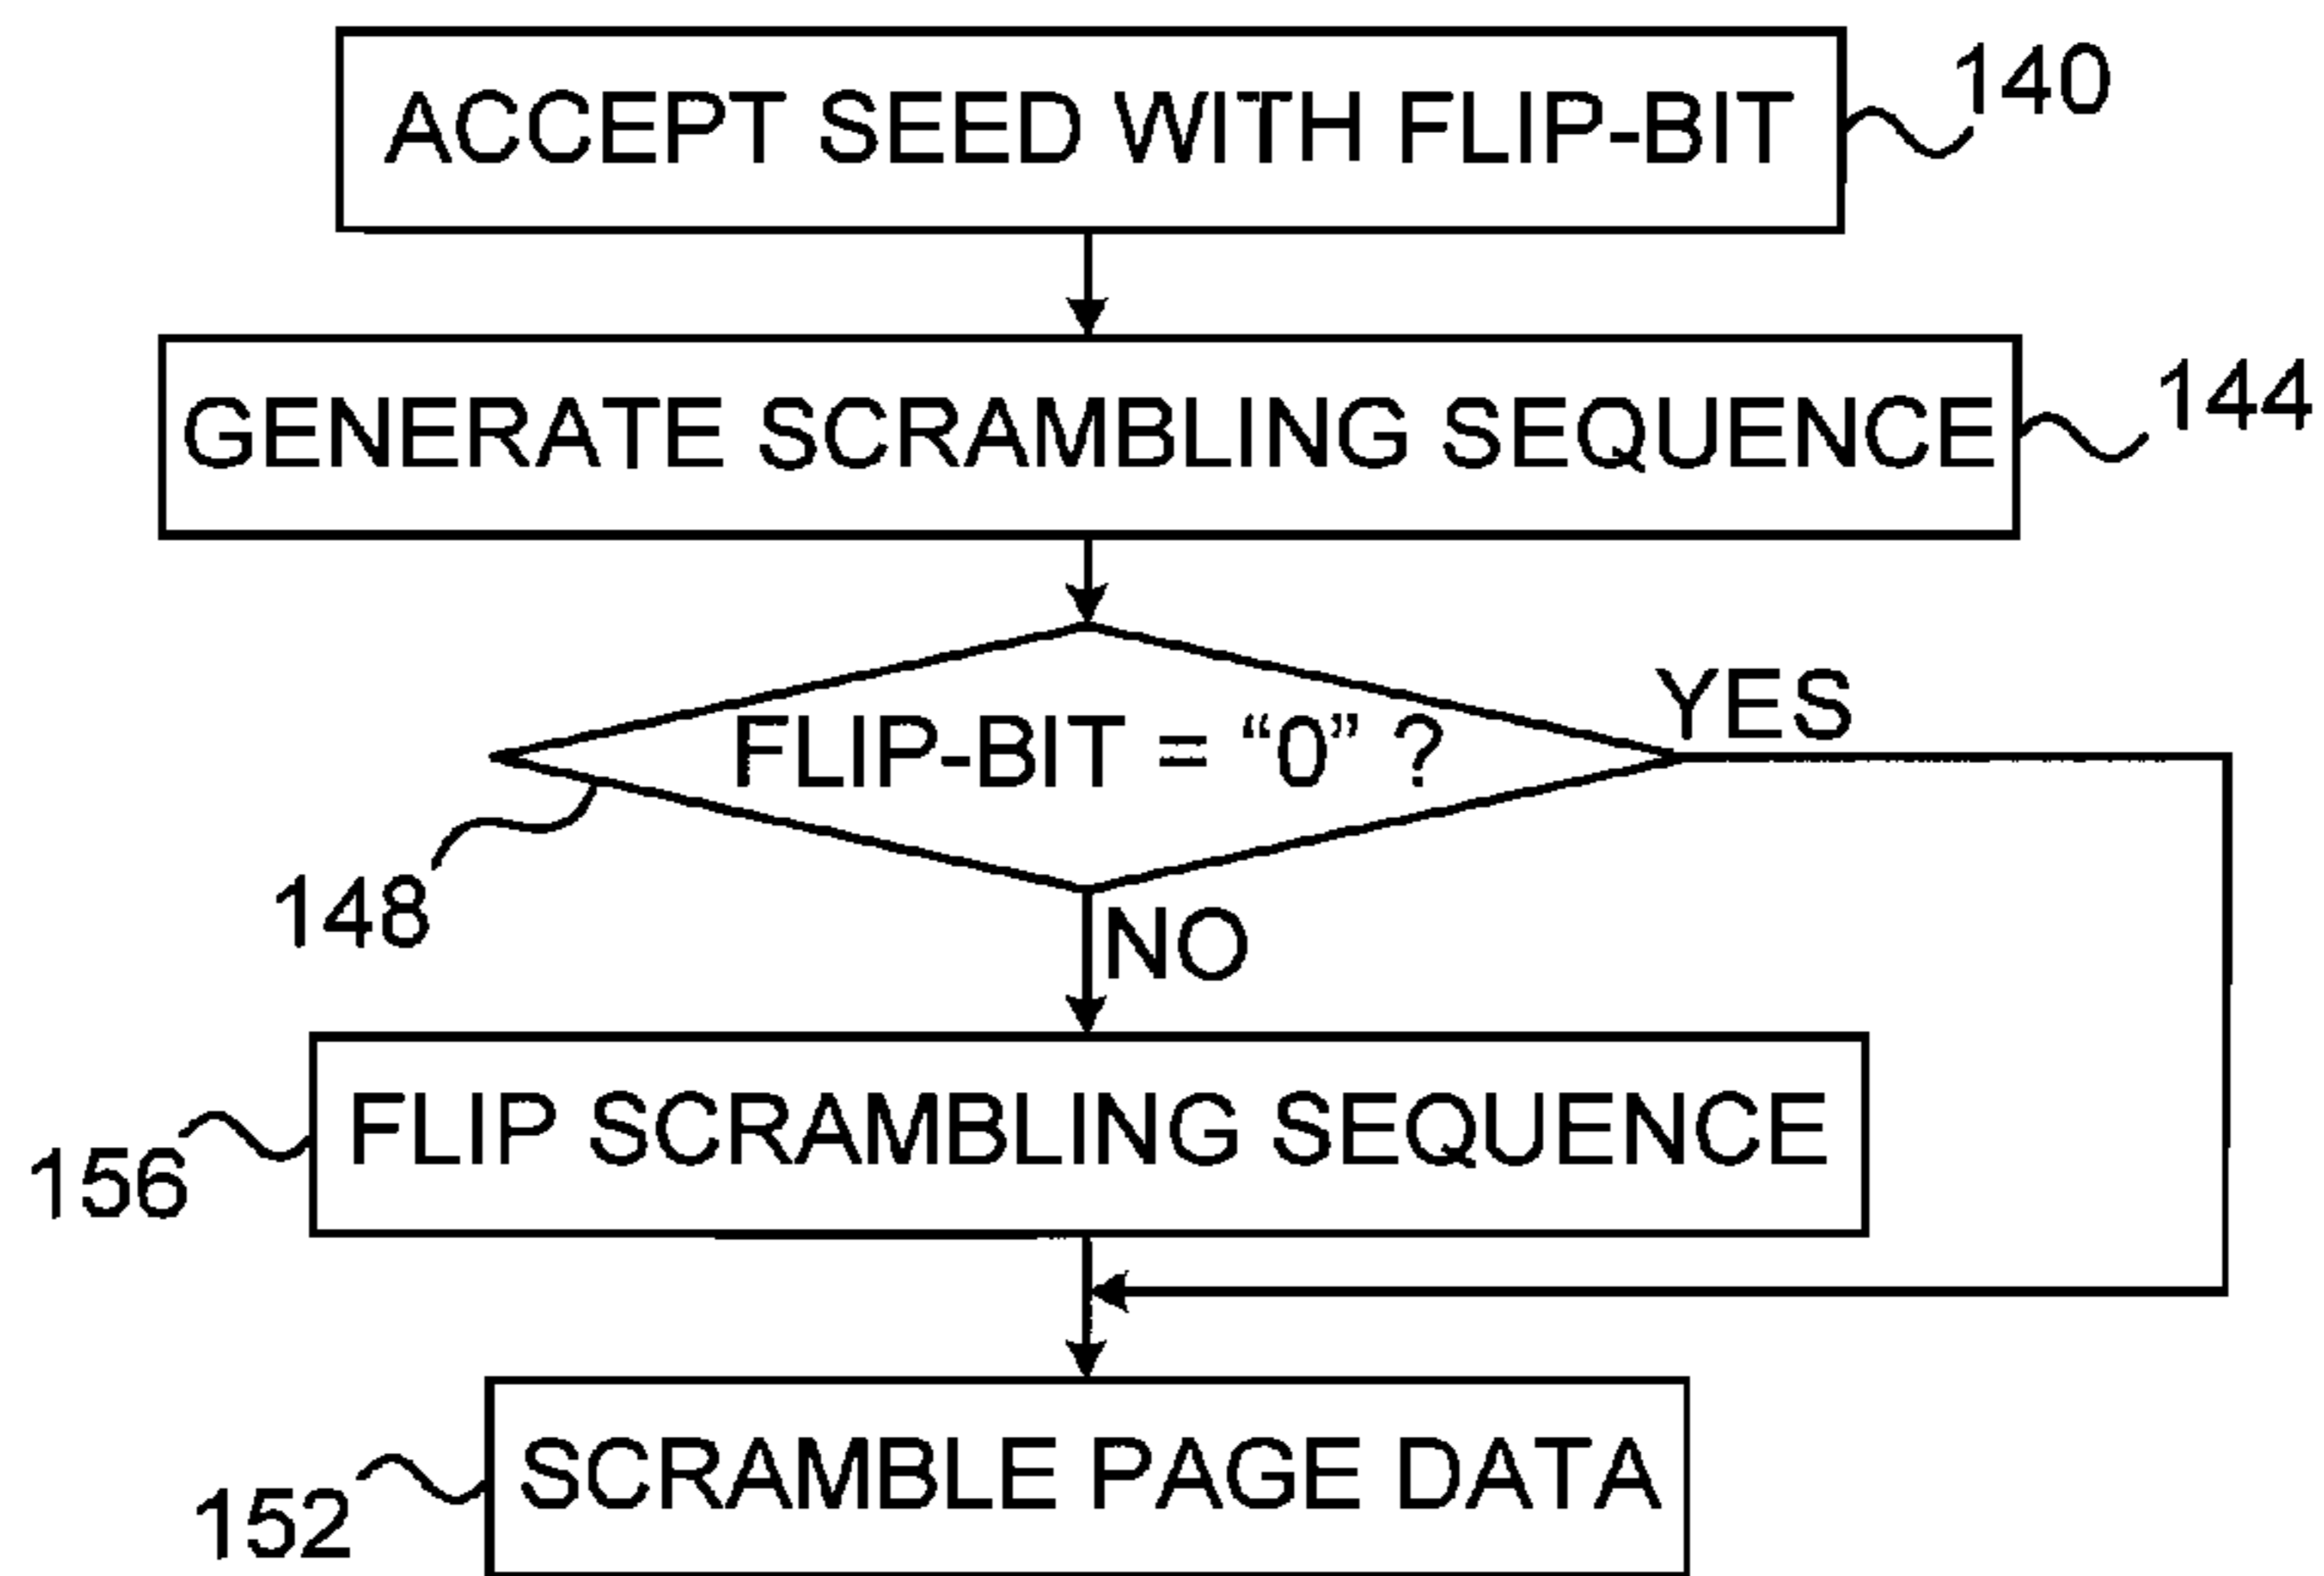 ACCEPT SEED WITH FLIP-BIT
140
GENERATE SCRAMBLING SEQUENCE
144
FLIP-BIT = “0” ?
YES
148
NO
FLIP SCRAMBLING SEQUENCE
156
SCRAMBLE PAGE DATA
152